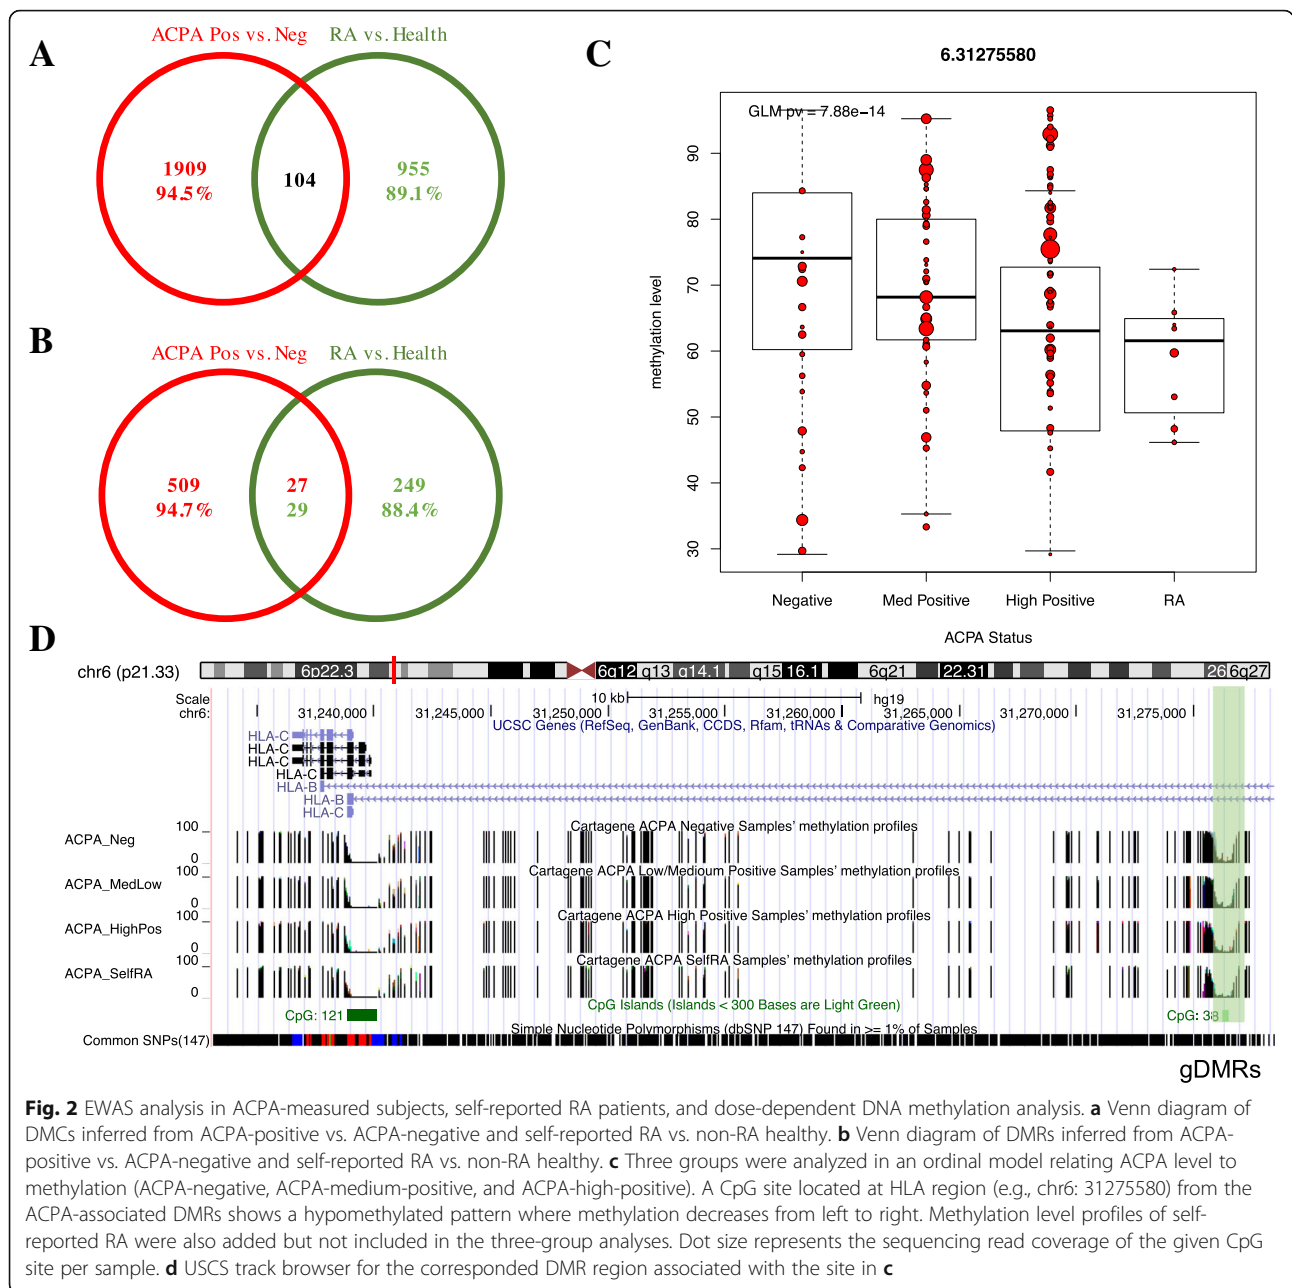 A
ACPA Pos vs. Neg RA vs. Health
1909
94.5%
104
955
89.1%
B
ACPA Pos vs. Neg RA vs. Health
509
94.7%
27
29
249
88.4%
C
6.31275580
GLM pv = 7.88e−14
methylation level
90
80
70
60
50
40
30
Negative Med Positive High Positive RA
ACPA Status
D
chr6 (p21.33) 6p22.3 6q12 q13 q14.1 q15 16.1 6q21 22.31 26 6q27
Scale 10 kb hg19
chr6: 31,240,000 31,245,000 31,250,000 31,255,000 31,260,000 31,265,000 31,270,000 31,275,000
UCSC Genes (RefSeq, GenBank, CCDS, Rfam, tRNAs & Comparative Genomics)
HLA-C
HLA-C
HLA-C
HLA-C
HLA-B
HLA-B
HLA-C
Cartagene ACPA Negative Samples' methylation profiles
ACPA_Neg 100
0
Cartagene ACPA Low/Medioum Positive Samples' methylation profiles
ACPA_MedLow 100
0
Cartagene ACPA High Positive Samples' methylation profiles
ACPA_HighPos 100
0
Cartagene ACPA SelfRA Samples' methylation profiles
ACPA_SelfRA 100
0
CpG Islands (Islands < 300 Bases are Light Green)
CpG: 121 CpG: 38
Simple Nucleotide Polymorphisms (dbSNP 147) Found in >= 1% of Samples
Common SNPs(147)
gDMRs
Fig. 2 EWAS analysis in ACPA-measured subjects, self-reported RA patients, and dose-dependent DNA methylation analysis. a Venn diagram of
DMCs inferred from ACPA-positive vs. ACPA-negative and self-reported RA vs. non-RA healthy. b Venn diagram of DMRs inferred from ACPA-
positive vs. ACPA-negative and self-reported RA vs. non-RA healthy. c Three groups were analyzed in an ordinal model relating ACPA level to
methylation (ACPA-negative, ACPA-medium-positive, and ACPA-high-positive). A CpG site located at HLA region (e.g., chr6: 31275580) from the
ACPA-associated DMRs shows a hypomethylated pattern where methylation decreases from left to right. Methylation level profiles of self-
reported RA were also added but not included in the three-group analyses. Dot size represents the sequencing read coverage of the given CpG
site per sample. d USCS track browser for the corresponded DMR region associated with the site in c